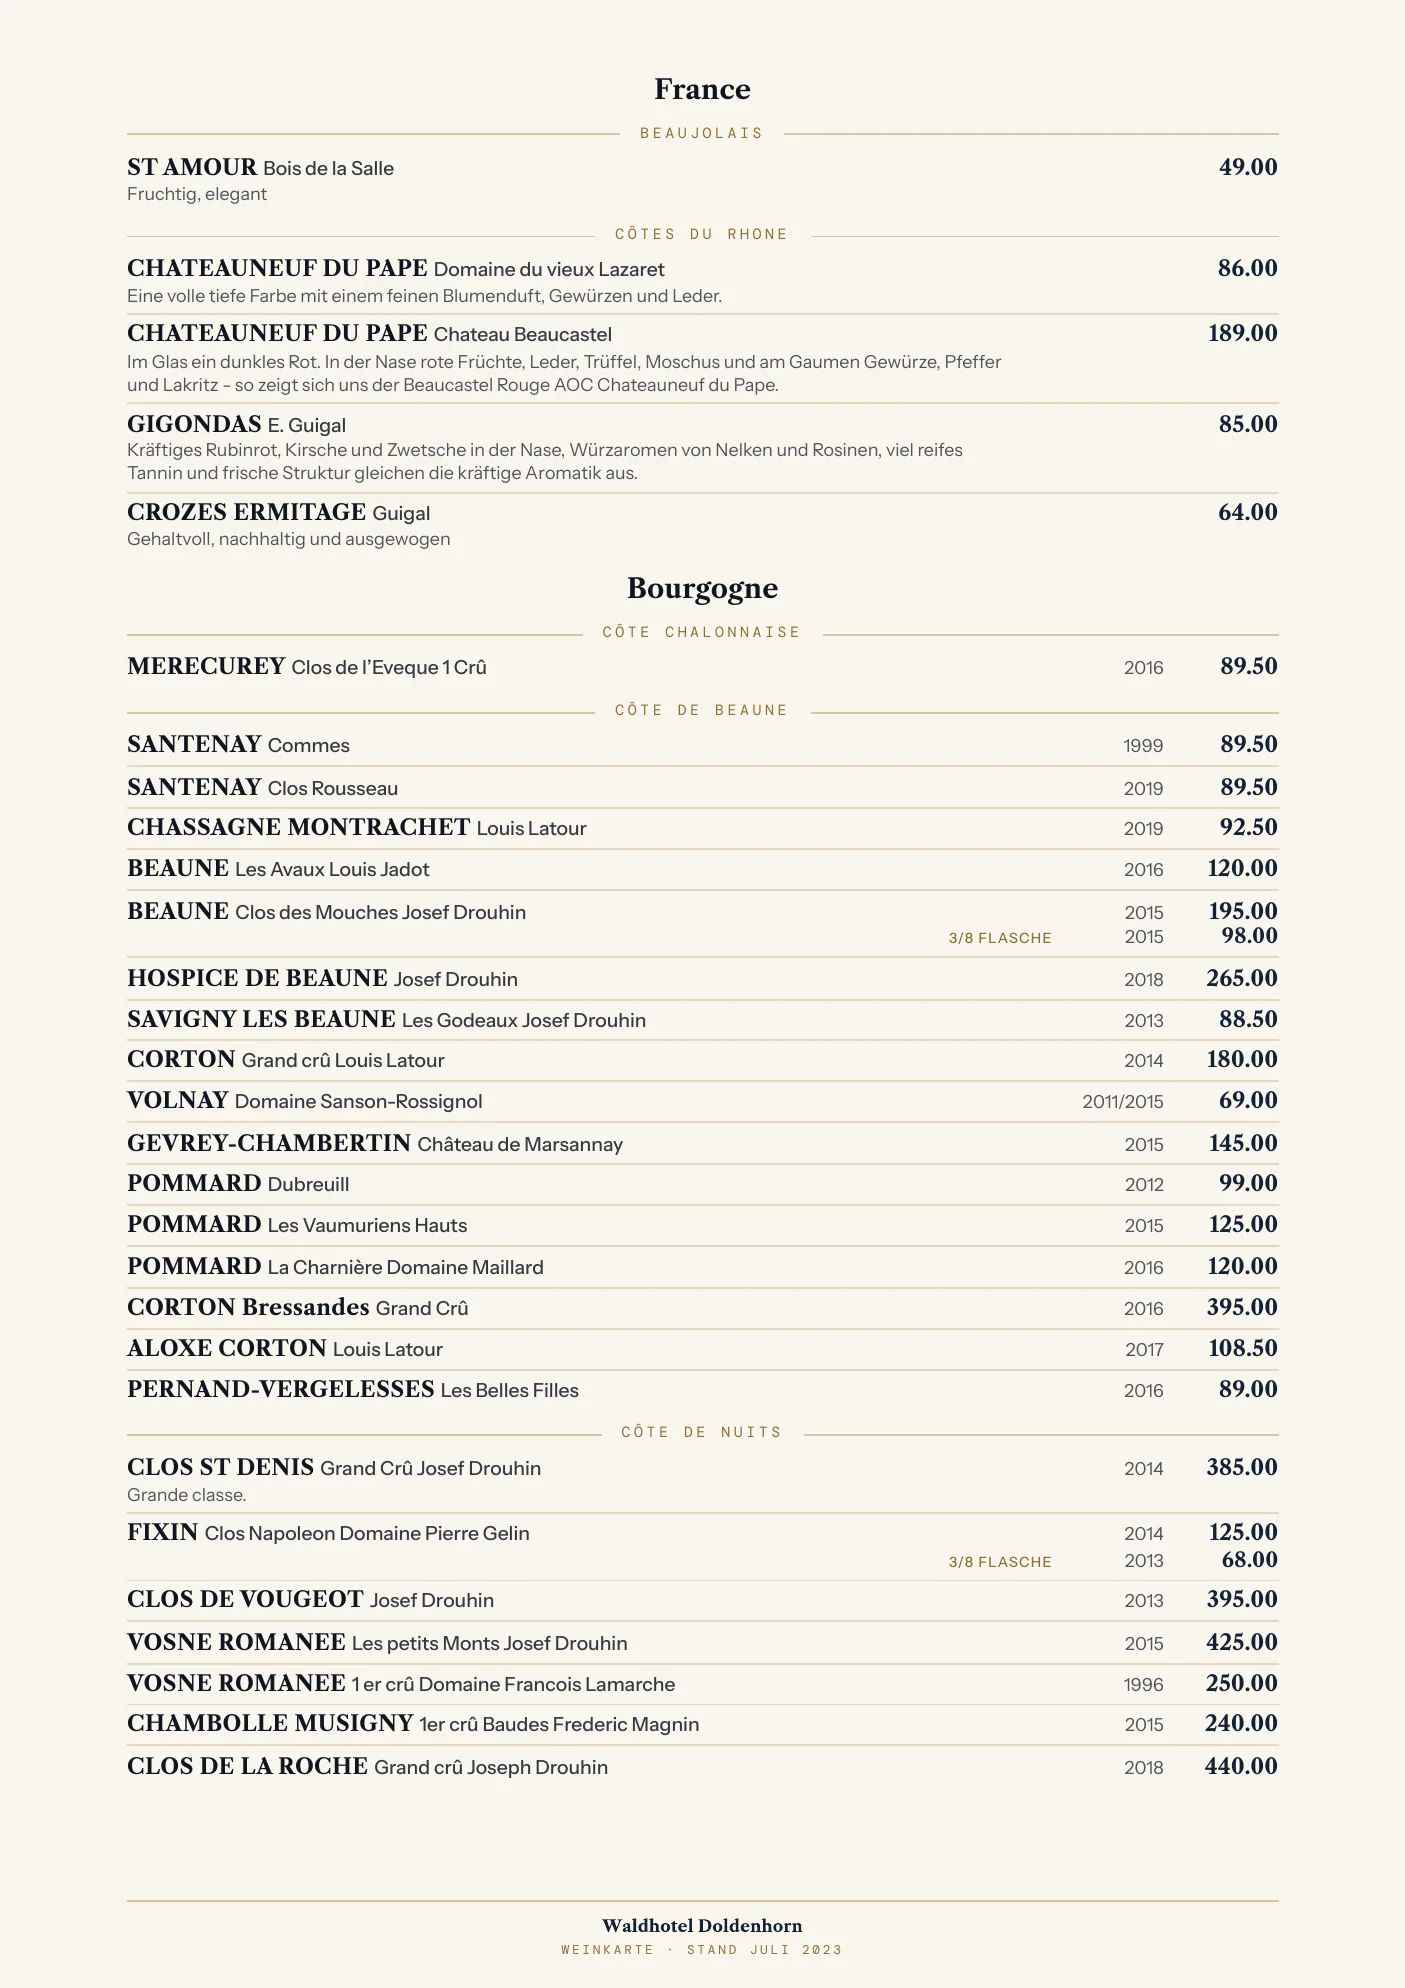 France
BEAUJOLAIS
ST AMOUR Bois de la Salle 49.00
Fruchtig, elegant
CÔTES DU RHONE
CHATEAUNEUF DU PAPE Domaine du vieux Lazaret 86.00
Eine volle tiefe Farbe mit einem feinen Blumenduft, Gewürzen und Leder.
CHATEAUNEUF DU PAPE Chateau Beaucastel 189.00
Im Glas ein dunkles Rot. In der Nase rote Früchte, Leder, Trüffel, Moschus und am Gaumen Gewürze, Pfeffer
und Lakritz - so zeigt sich uns der Beaucastel Rouge AOC Chateauneuf du Pape.
GIGONDAS E. Guigal 85.00
Kräftiges Rubinrot, Kirsche und Zwetsche in der Nase, Würzaromen von Nelken und Rosinen, viel reifes
Tannin und frische Struktur gleichen die kräftige Aromatik aus.
CROZES ERMITAGE Guigal 64.00
Gehaltvoll, nachhaltig und ausgewogen
Bourgogne
CÔTE CHALONNAISE
MERECUREY Clos de l’Eveque 1 Crû 2016 89.50
CÔTE DE BEAUNE
SANTENAY Commes 1999 89.50
SANTENAY Clos Rousseau 2019 89.50
CHASSAGNE MONTRACHET Louis Latour 2019 92.50
BEAUNE Les Avaux Louis Jadot 2016 120.00
BEAUNE Clos des Mouches Josef Drouhin 2015 195.00
3/8 FLASCHE 2015 98.00
HOSPICE DE BEAUNE Josef Drouhin 2018 265.00
SAVIGNY LES BEAUNE Les Godeaux Josef Drouhin 2013 88.50
CORTON Grand crû Louis Latour 2014 180.00
VOLNAY Domaine Sanson-Rossignol 2011/2015 69.00
GEVREY-CHAMBERTIN Château de Marsannay 2015 145.00
POMMARD Dubreuill 2012 99.00
POMMARD Les Vaumuriens Hauts 2015 125.00
POMMARD La Charnière Domaine Maillard 2016 120.00
CORTON Bressandes Grand Crû 2016 395.00
ALOXE CORTON Louis Latour 2017 108.50
PERNAND-VERGELESSES Les Belles Filles 2016 89.00
CÔTE DE NUITS
CLOS ST DENIS Grand Crû Josef Drouhin 2014 385.00
Grande classe.
FIXIN Clos Napoleon Domaine Pierre Gelin 2014 125.00
3/8 FLASCHE 2013 68.00
CLOS DE VOUGEOT Josef Drouhin 2013 395.00
VOSNE ROMANEE Les petits Monts Josef Drouhin 2015 425.00
VOSNE ROMANEE 1 er crû Domaine Francois Lamarche 1996 250.00
CHAMBOLLE MUSIGNY 1er crû Baudes Frederic Magnin 2015 240.00
CLOS DE LA ROCHE Grand crû Joseph Drouhin 2018 440.00
Waldhotel Doldenhorn
WEINKARTE · STAND JULI 2023